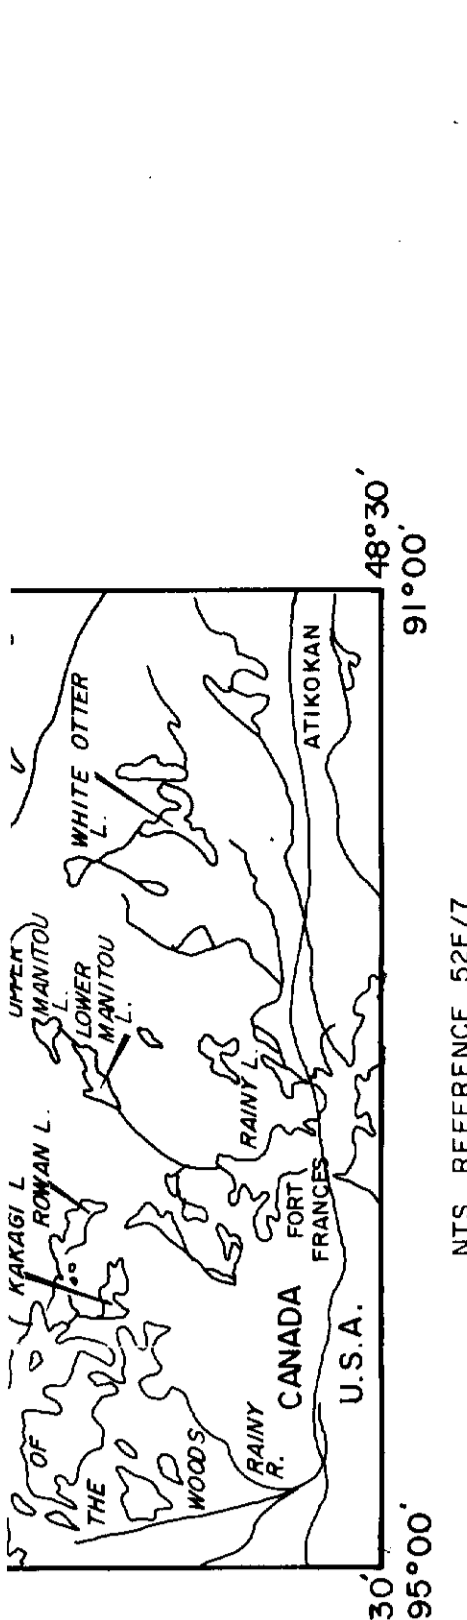 OF
THE
WOODS
KAKAGI L
ROWAN L.
UPPER
MANITOU
L.
LOWER
MANITOU
L.
WHITE OTTER
L.
RAINY L.
RAINY
R.
FORT
FRANCES
CANADA
U.S.A.
ATIKOKAN
30'
95°00'
48°30'
91°00'
NTS REFERENCE 52F/7